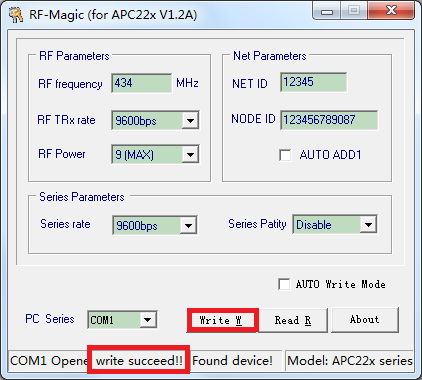 RF-Magic (for APC22x V1.2A)
RF Parameters
RF frequency 434 MHz
RF TRx rate 9600bps
RF Power 9 (MAX)
Net Parameters
NET ID 12345
NODE ID 123456789087
AUTO ADD1
Series Parameters
Series rate 9600bps Series Patity Disable
AUTO Write Mode
PC Series COM1 Write W Read R About
COM1 Opene write succeed!! Found device! Model: APC22x series